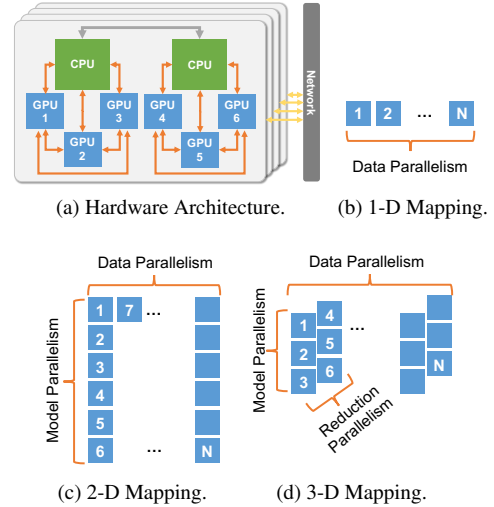 CPU
CPU
GPU
1
GPU
3
GPU
4
GPU
6
GPU
2
GPU
5
Network
(a) Hardware Architecture.
1 2 ... N
Data Parallelism
(b) 1-D Mapping.
Data Parallelism
Model Parallelism
1 7 ...
2
3
4
5
6 ... N
(c) 2-D Mapping.
Data Parallelism
Model Parallelism
1 4 ...
2 5
3 6 N
Reduction
Parallelism
(d) 3-D Mapping.